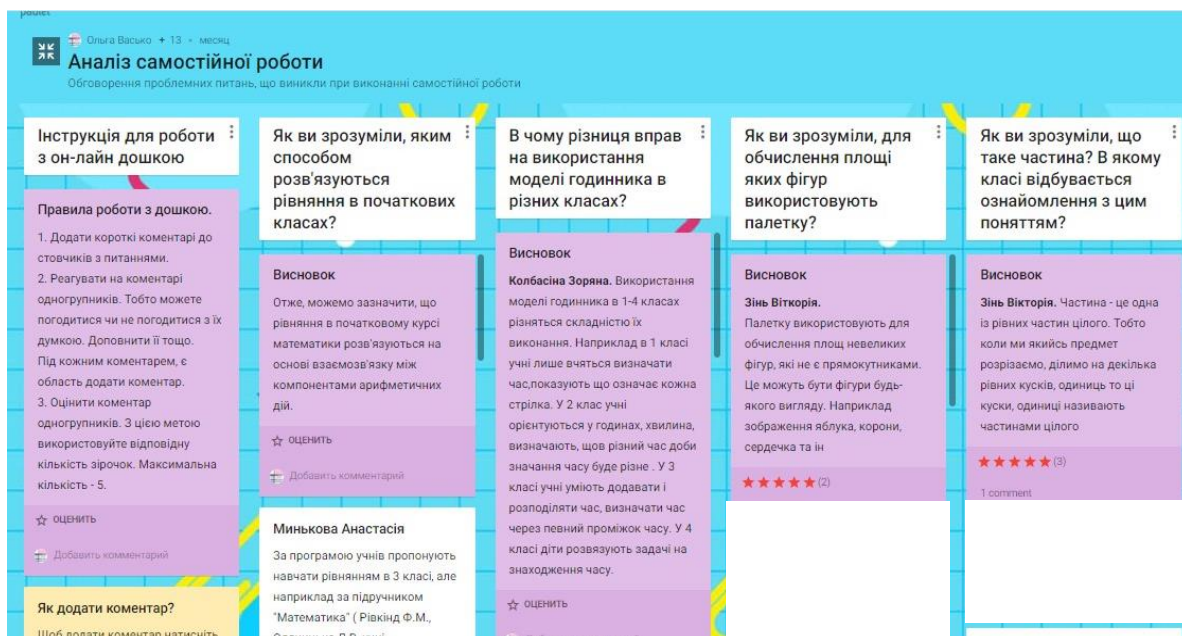 padlet
Ольга Васько + 13 • месяц
Аналіз самостійної роботи
Обговорення проблемних питань, що виникли при виконанні самостійної роботи
Інструкція для роботи
з он-лайн дошкою
Правила роботи з дошкою.
1. Додати короткі коментарі до
стовчиків з питаннями.
2. Реагувати на коментарі
одногрупників. Тобто можете
погодитися чи не погодитися з їх
думкою. Доповнити її тощо.
Під кожним коментарем, є
область додати коментар.
3. Оцінити коментар
одногрупників. З цією метою
використовуйте відповідну
кількість зірочок. Максимальна
кількість - 5.
ОЦЕНИТЬ
Добавить комментарий
Як додати коментар?
Щоб додати коментар натисніть
Як ви зрозуміли, яким
способом
розв'язуються
рівняння в початкових
класах?
Висновок
Отже, можемо зазначити, що
рівняння в початковому курсі
математики розв'язуються на
основі взаємозв'язку між
компонентами арифметичних
дій.
ОЦЕНИТЬ
Добавить комментарий
Минькова Анастасія
За програмою учнів пропонують
навчати рівнянням в 3 класі, але
наприклад за підручником
"Математика" ( Рівкінд Ф.М.,
В чому різниця вправ
на використання
моделі годинника в
різних класах?
Висновок
Колбасіна Зоряна. Використання
моделі годинника в 1-4 класах
різняться складністю їх
виконання. Наприклад в 1 класі
учні лише вчяться визначати
час,показують що означає кожна
стрілка. У 2 клас учні
орієнтуються у годинах, хвилина,
визначають, щов різний час доби
значання часу буде різне . У 3
класі учні уміють додавати і
розподіляти час, визначати час
через певний проміжок часу. У 4
класі діти розвязують задачі на
знаходження часу.
ОЦЕНИТЬ
Як ви зрозуміли, для
обчислення площі
яких фігур
використовують
палетку?
Висновок
Зінь Віткорія.
Палетку використовують для
обчислення площ невеликих
фігур, які не є прямокутниками.
Це можуть бути фігури будь-
якого вигляду. Наприклад
зображення яблука, корони,
сердечка та ін
(2)
Як ви зрозуміли, що
таке частина? В якому
класі відбувається
ознайомлення з цим
поняттям?
Висновок
Зінь Вікторія. Частина - це одна
із рівних частин цілого. Тобто
коли ми якийсь предмет
розрізаємо, ділимо на декілька
рівних кусків, одиниць то ці
куски, одиниці називають
частинами цілого
(3)
1 comment